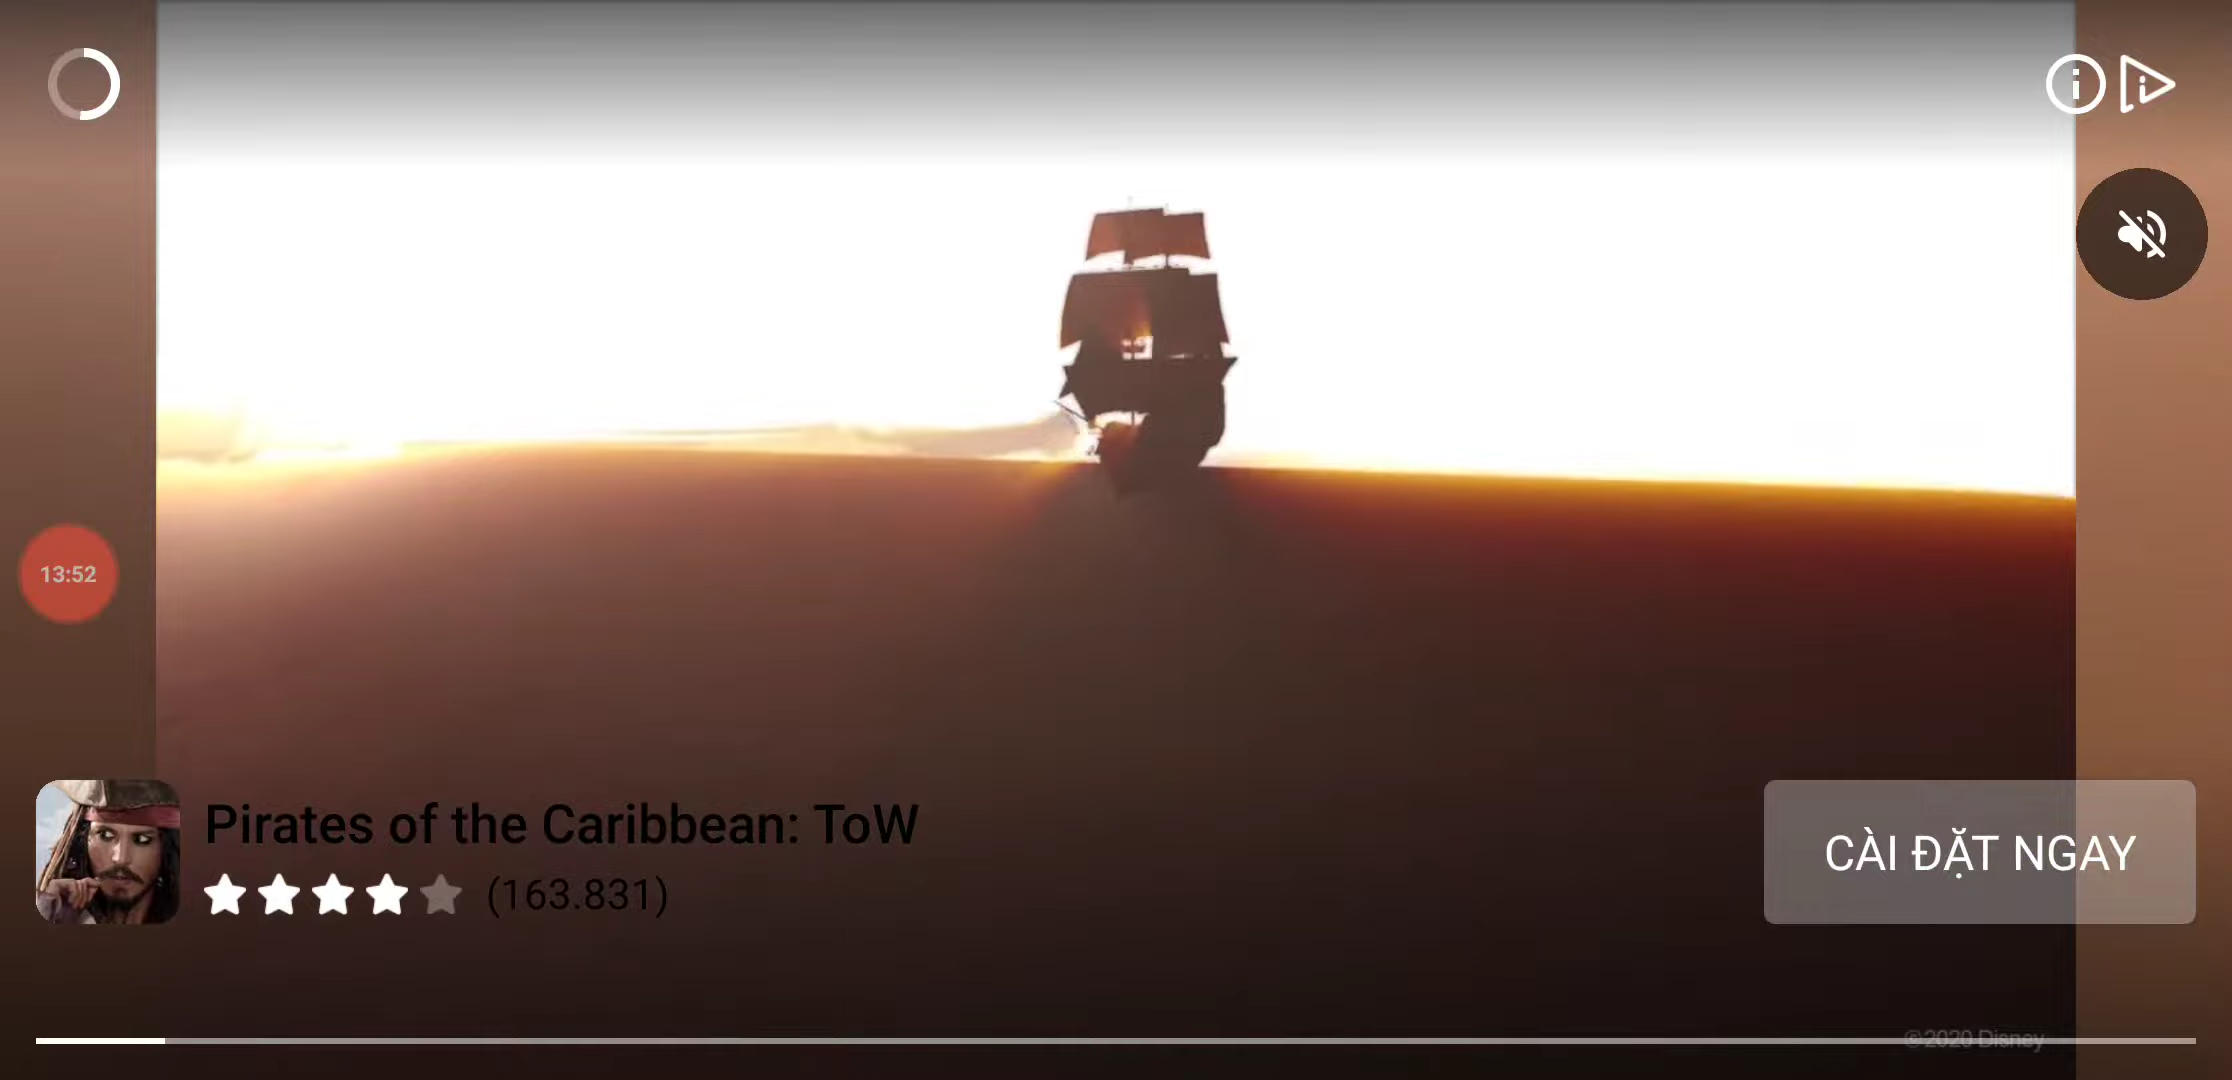 13:52
Pirates of the Caribbean: ToW
(163.831)
CÀI ĐẶT NGAY
©2020 Disney